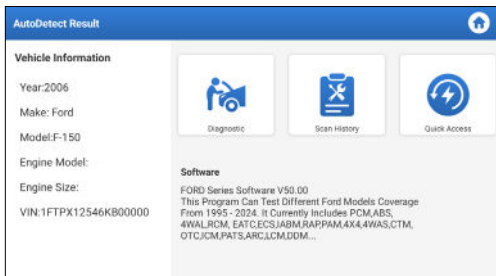 AutoDetect Result
Vehicle Information
Year:2006
Make: Ford
Model:F-150
Engine Model:
Engine Size:
VIN:1FTPX12546KB00000
Diagnostic
Scan History
Quick Access
Software
FORD Series Software V50.00
This Program Can Test Different Ford Models Coverage
From 1995 - 2024. It Currently Includes PCM,ABS,
4WAL,RCM, EATC,ECS,IABM,RAP,PAM,4X4,4WAS,CTM,
OTC,ICM,PATS,ARC,LCM,DDM...